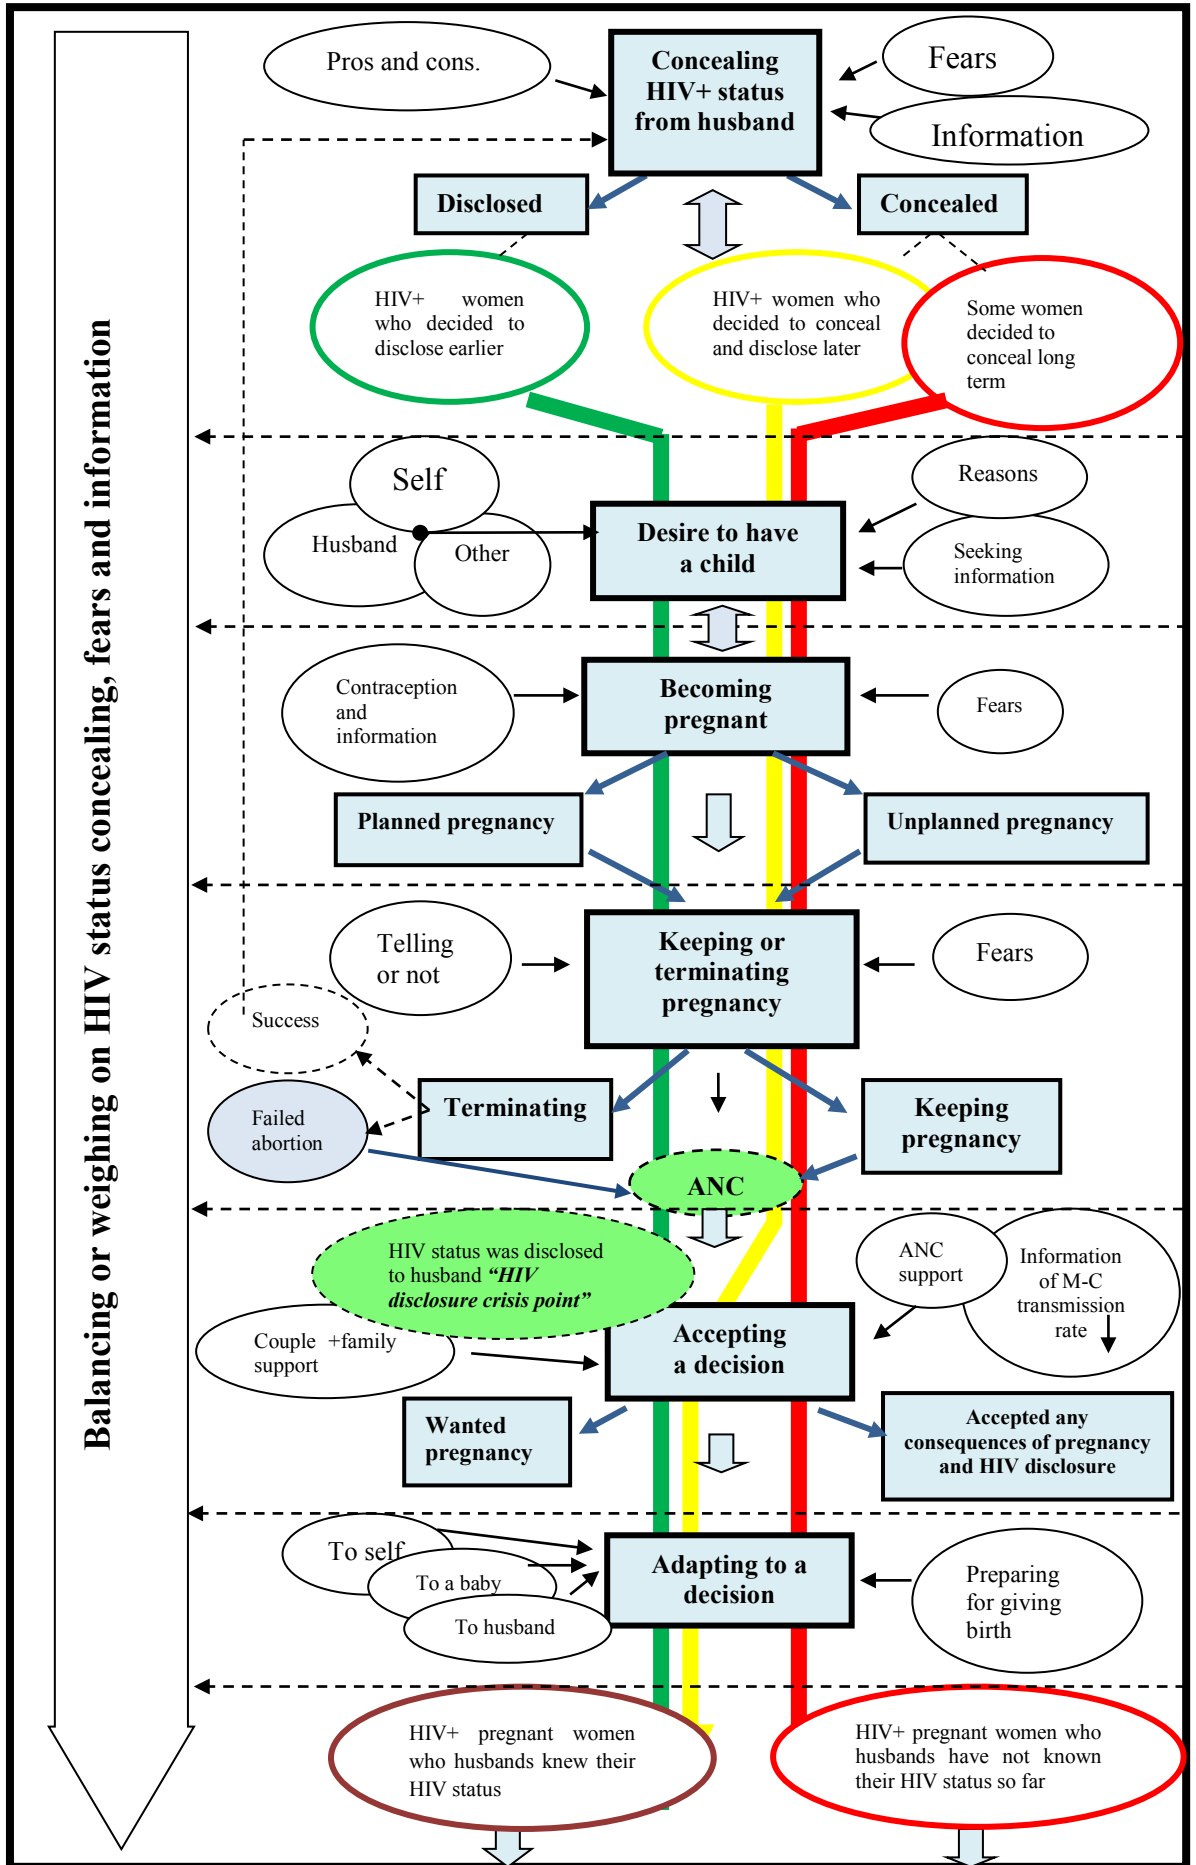 Balancing or weighing on HIV status concealing, fears and information
Pros and cons.
Concealing
HIV+ status
from husband
Fears
Information
Disclosed
Concealed
HIV+ women
who decided to
disclose earlier
HIV+ women who
decided to conceal
and disclose later
Some women
decided to
conceal long
term
Self
Husband
Other
Desire to have
a child
Reasons
Seeking
information
Contraception
and
information
Becoming
pregnant
Fears
Planned pregnancy
Unplanned pregnancy
Telling
or not
Keeping or
terminating
pregnancy
Fears
Success
Failed
abortion
Terminating
Keeping
pregnancy
ANC
HIV status was disclosed
to husband “HIV
disclosure crisis point”
ANC
support
Information
of M-C
transmission
rate
Couple +family
support
Accepting
a decision
Wanted
pregnancy
Accepted any
consequences of pregnancy
and HIV disclosure
To self
To a baby
To husband
Adapting to a
decision
Preparing
for giving
birth
HIV+ pregnant women
who husbands knew their
HIV status
HIV+ pregnant women who
husbands have not known
their HIV status so far